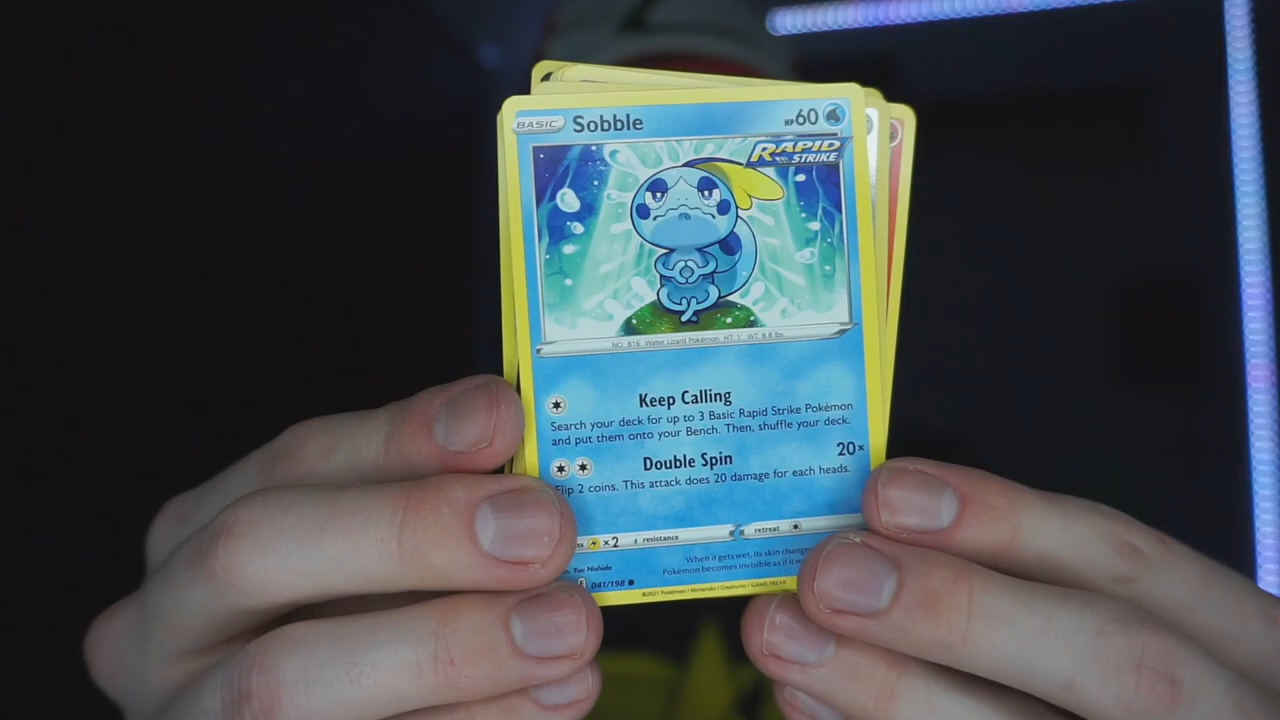 BASIC Sobble HP60
RAPID
STRIKE
NO. 816 Water Lizard Pokémon HT: 1' WT: 8.8 lbs.
Keep Calling
Search your deck for up to 3 Basic Rapid Strike Pokémon
and put them onto your Bench. Then, shuffle your deck.
Double Spin 20×
Flip 2 coins. This attack does 20 damage for each heads.
×2 resistance retreat
When it gets wet, its skin
Yuu Nishida Pokémon becomes invisible as if it
041/198
©2021 Pokémon / Nintendo / Creatures / GAME FREAK